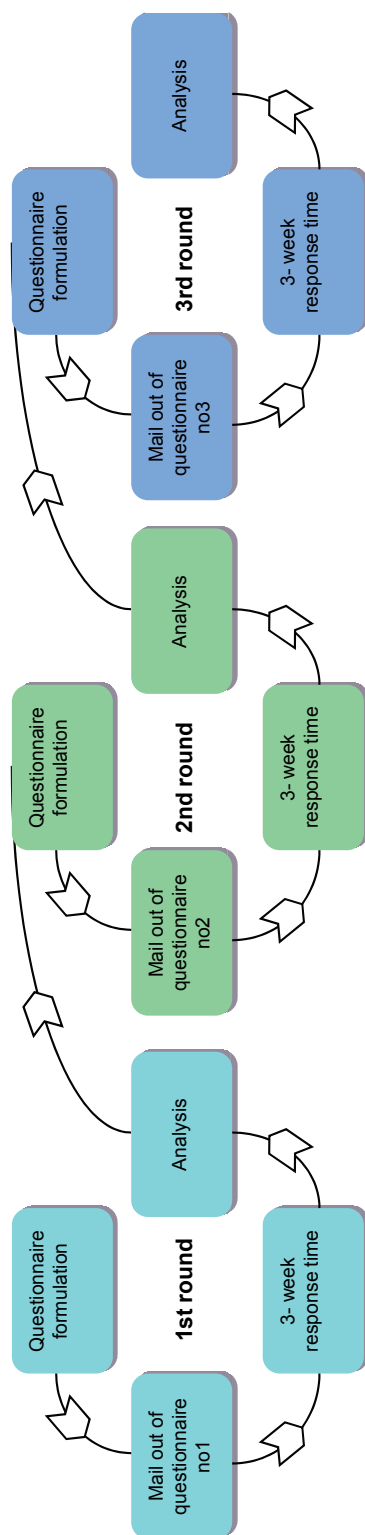 Questionnaire
formulation
Mail out of
questionnaire
no1
1st round
Analysis
3- week
response time
Questionnaire
formulation
Mail out of
questionnaire
no2
2nd round
Analysis
3- week
response time
Questionnaire
formulation
Mail out of
questionnaire
no3
3rd round
Analysis
3- week
response time